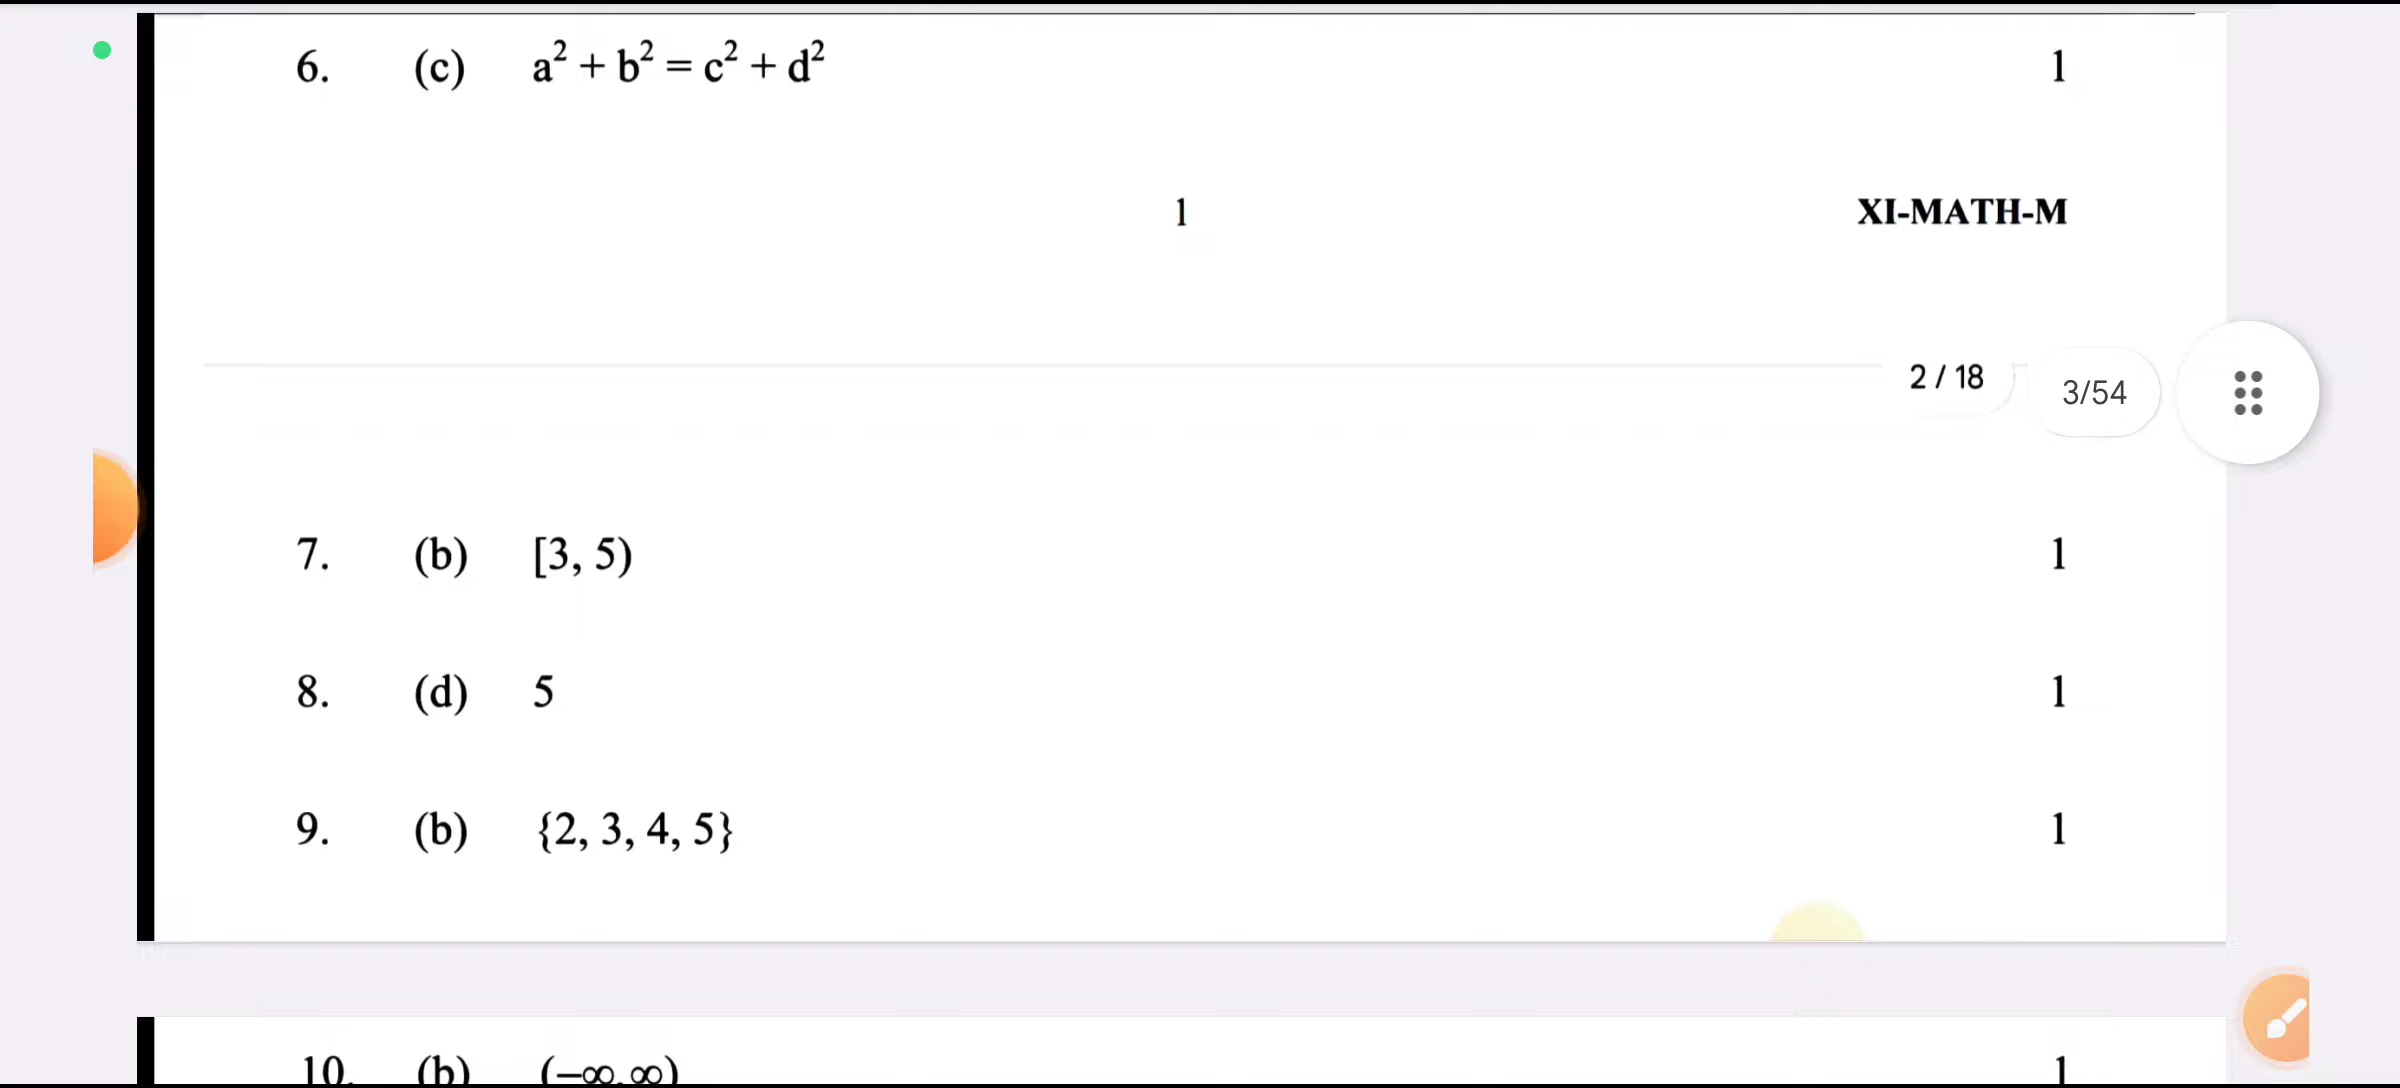 6. (c) a² + b² = c² + d² 1
1 XI-MATH-M
2 / 18
3/54
7. (b) [3, 5) 1
8. (d) 5 1
9. (b) {2, 3, 4, 5} 1
10. (b) (–∞, ∞) 1